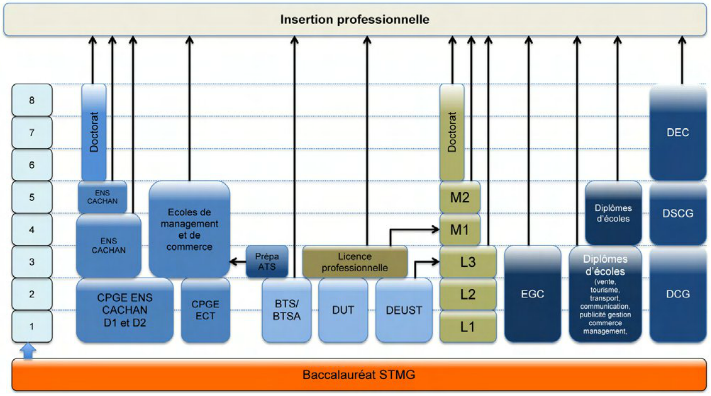 Insertion professionnelle
8
7
6
5
4
3
2
1
Doctorat
ENS
CACHAN
ENS
CACHAN
CPGE ENS
CACHAN
D1 et D2
Ecoles de
management
et de
commerce
CPGE
ECT
Prépa
ATS
BTS/
BTSA
Licence
professionnelle
DUT
DEUST
Doctorat
M2
M1
L3
L2
L1
EGC
Diplômes
d'écoles
Diplômes
d'écoles
(vente,
tourisme,
transport,
communication,
publicité gestion
commerce
management,
DEC
DSCG
DCG
Baccalauréat STMG